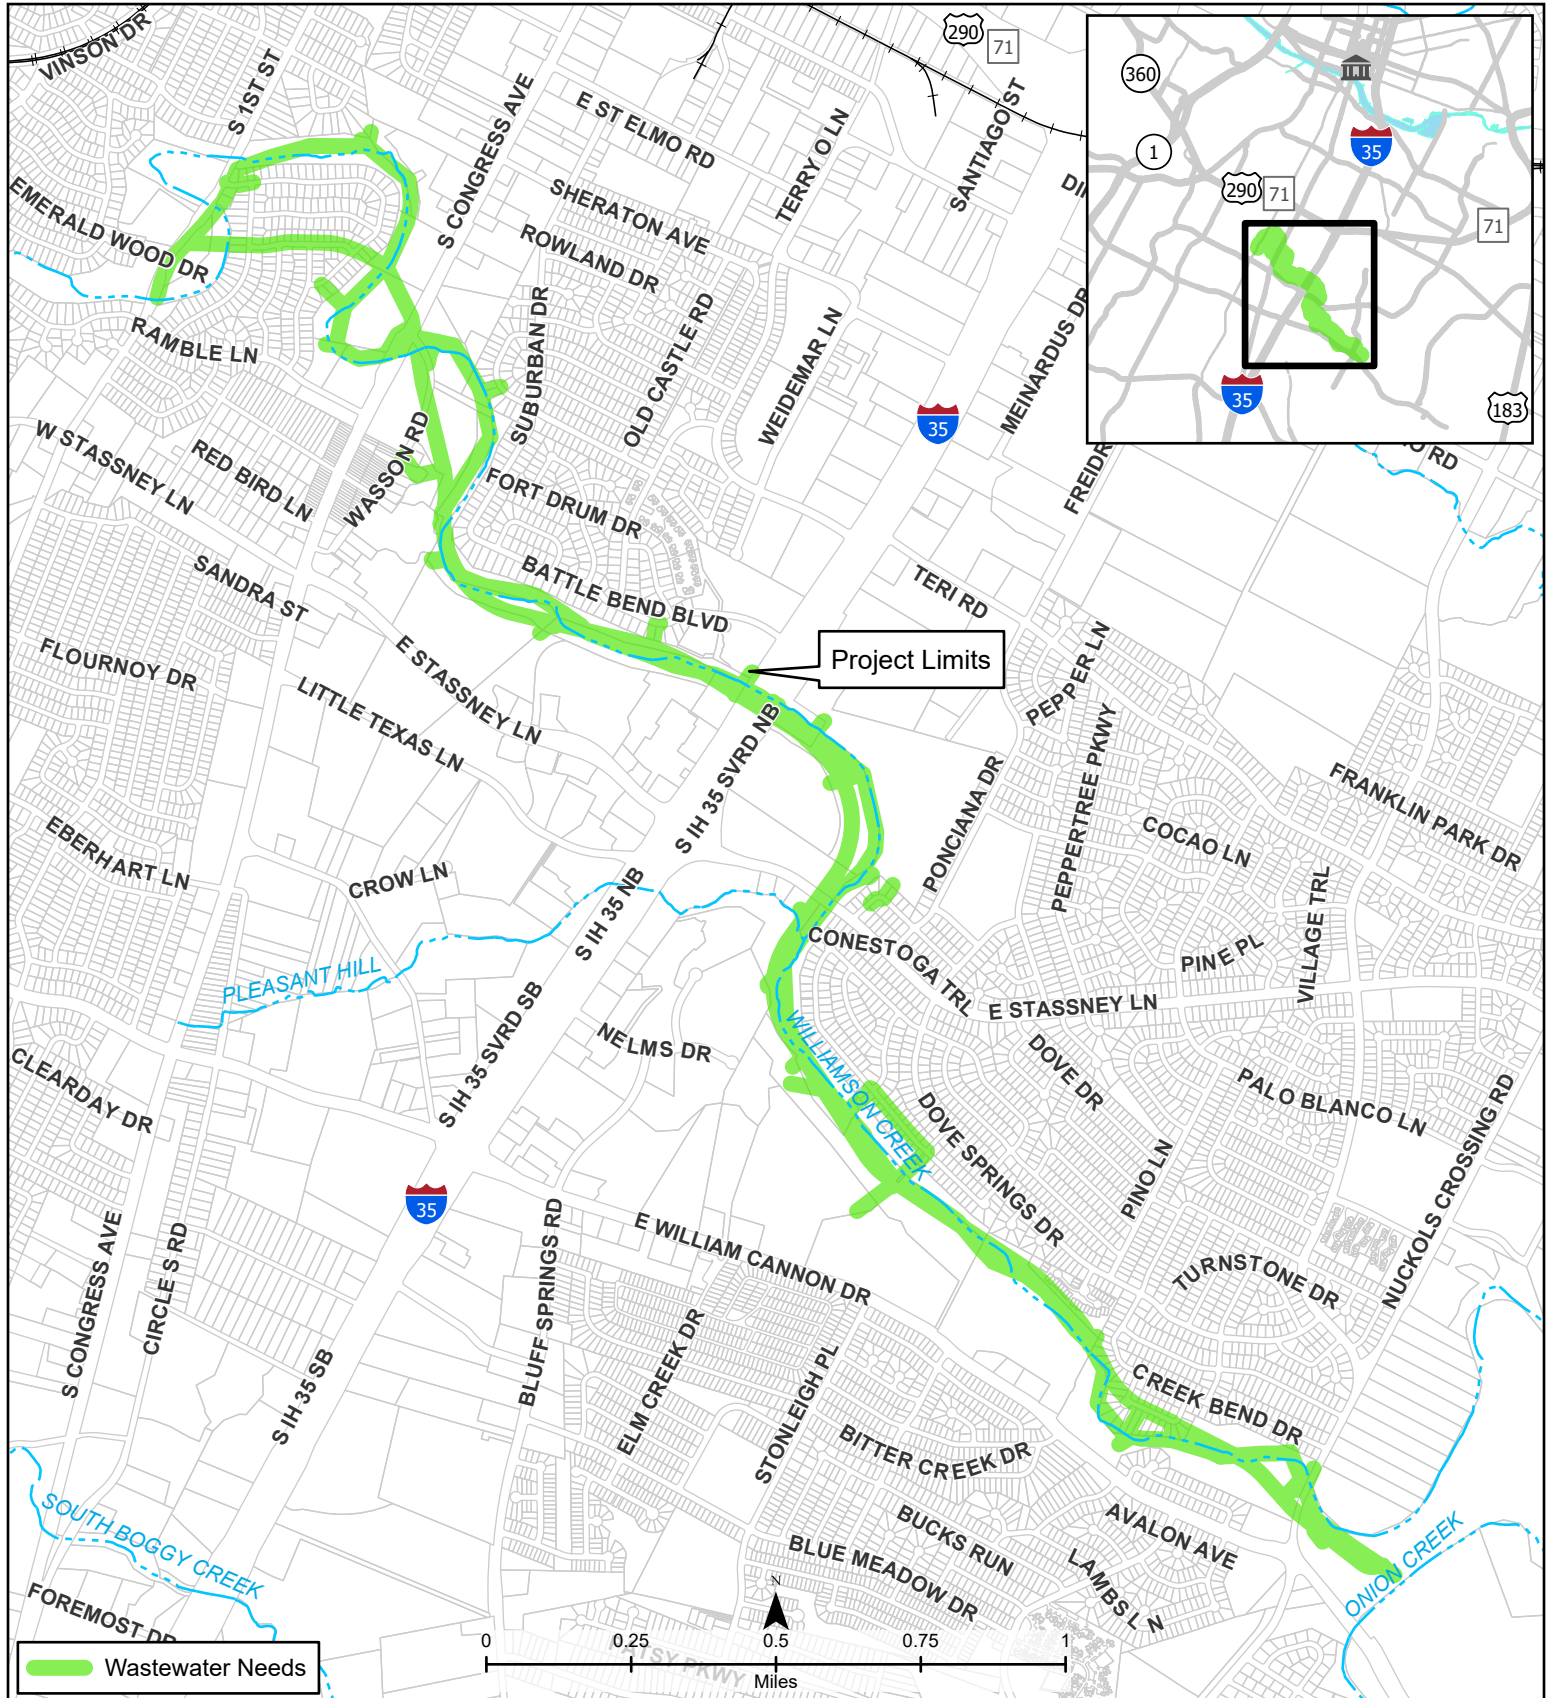 VINSON DR
S 1ST ST
S CONGRESS AVE
E ST ELMO RD
TERRY O LN
SANTIAGO ST
290
71
360
1
35
290
71
71
35
183
SHERATON AVE
ROWLAND DR
EMERALD WOOD DR
RAMBLE LN
SUBURBAN DR
OLD CASTLE RD
WEIDEMAR LN
MEINARDUS DR
35
W STASSNEY LN
RED BIRD LN
WASSON RD
FORT DRUM DR
FREIDR
O RD
SANDRA ST
BATTLE BEND BLVD
TERI RD
FLOURNOY DR
E STASSNEY LN
LITTLE TEXAS LN
Project Limits
PEPPER LN
PEPPERTREE PKWY
S IH 35 SVRD NB
PONCIANA DR
COCAO LN
FRANKLIN PARK DR
EBERHART LN
CROW LN
S IH 35 NB
CONESTOGA TRL
PINE PL
VILLAGE TRL
PLEASANT HILL
E STASSNEY LN
S IH 35 SVRD SB
NELMS DR
WILLIAMSON CREEK
DOVE DR
CLEARDAY DR
DOVE SPRINGS DR
PALO BLANCO LN
PINO LN
NUCKOLS CROSSING RD
35
S CONGRESS AVE
CIRCLE S RD
BLUFF SPRINGS RD
E WILLIAM CANNON DR
TURNSTONE DR
S IH 35 SB
ELM CREEK DR
STONLEIGH PL
CREEK BEND DR
BITTER CREEK DR
SOUTH BOGGY CREEK
BUCKS RUN
AVALON AVE
BLUE MEADOW DR
LAMBS LN
ONION CREEK
FOREMOST DR
N
0 0.25 0.5 0.75 1
Miles
ATSY PKWY
Wastewater Needs